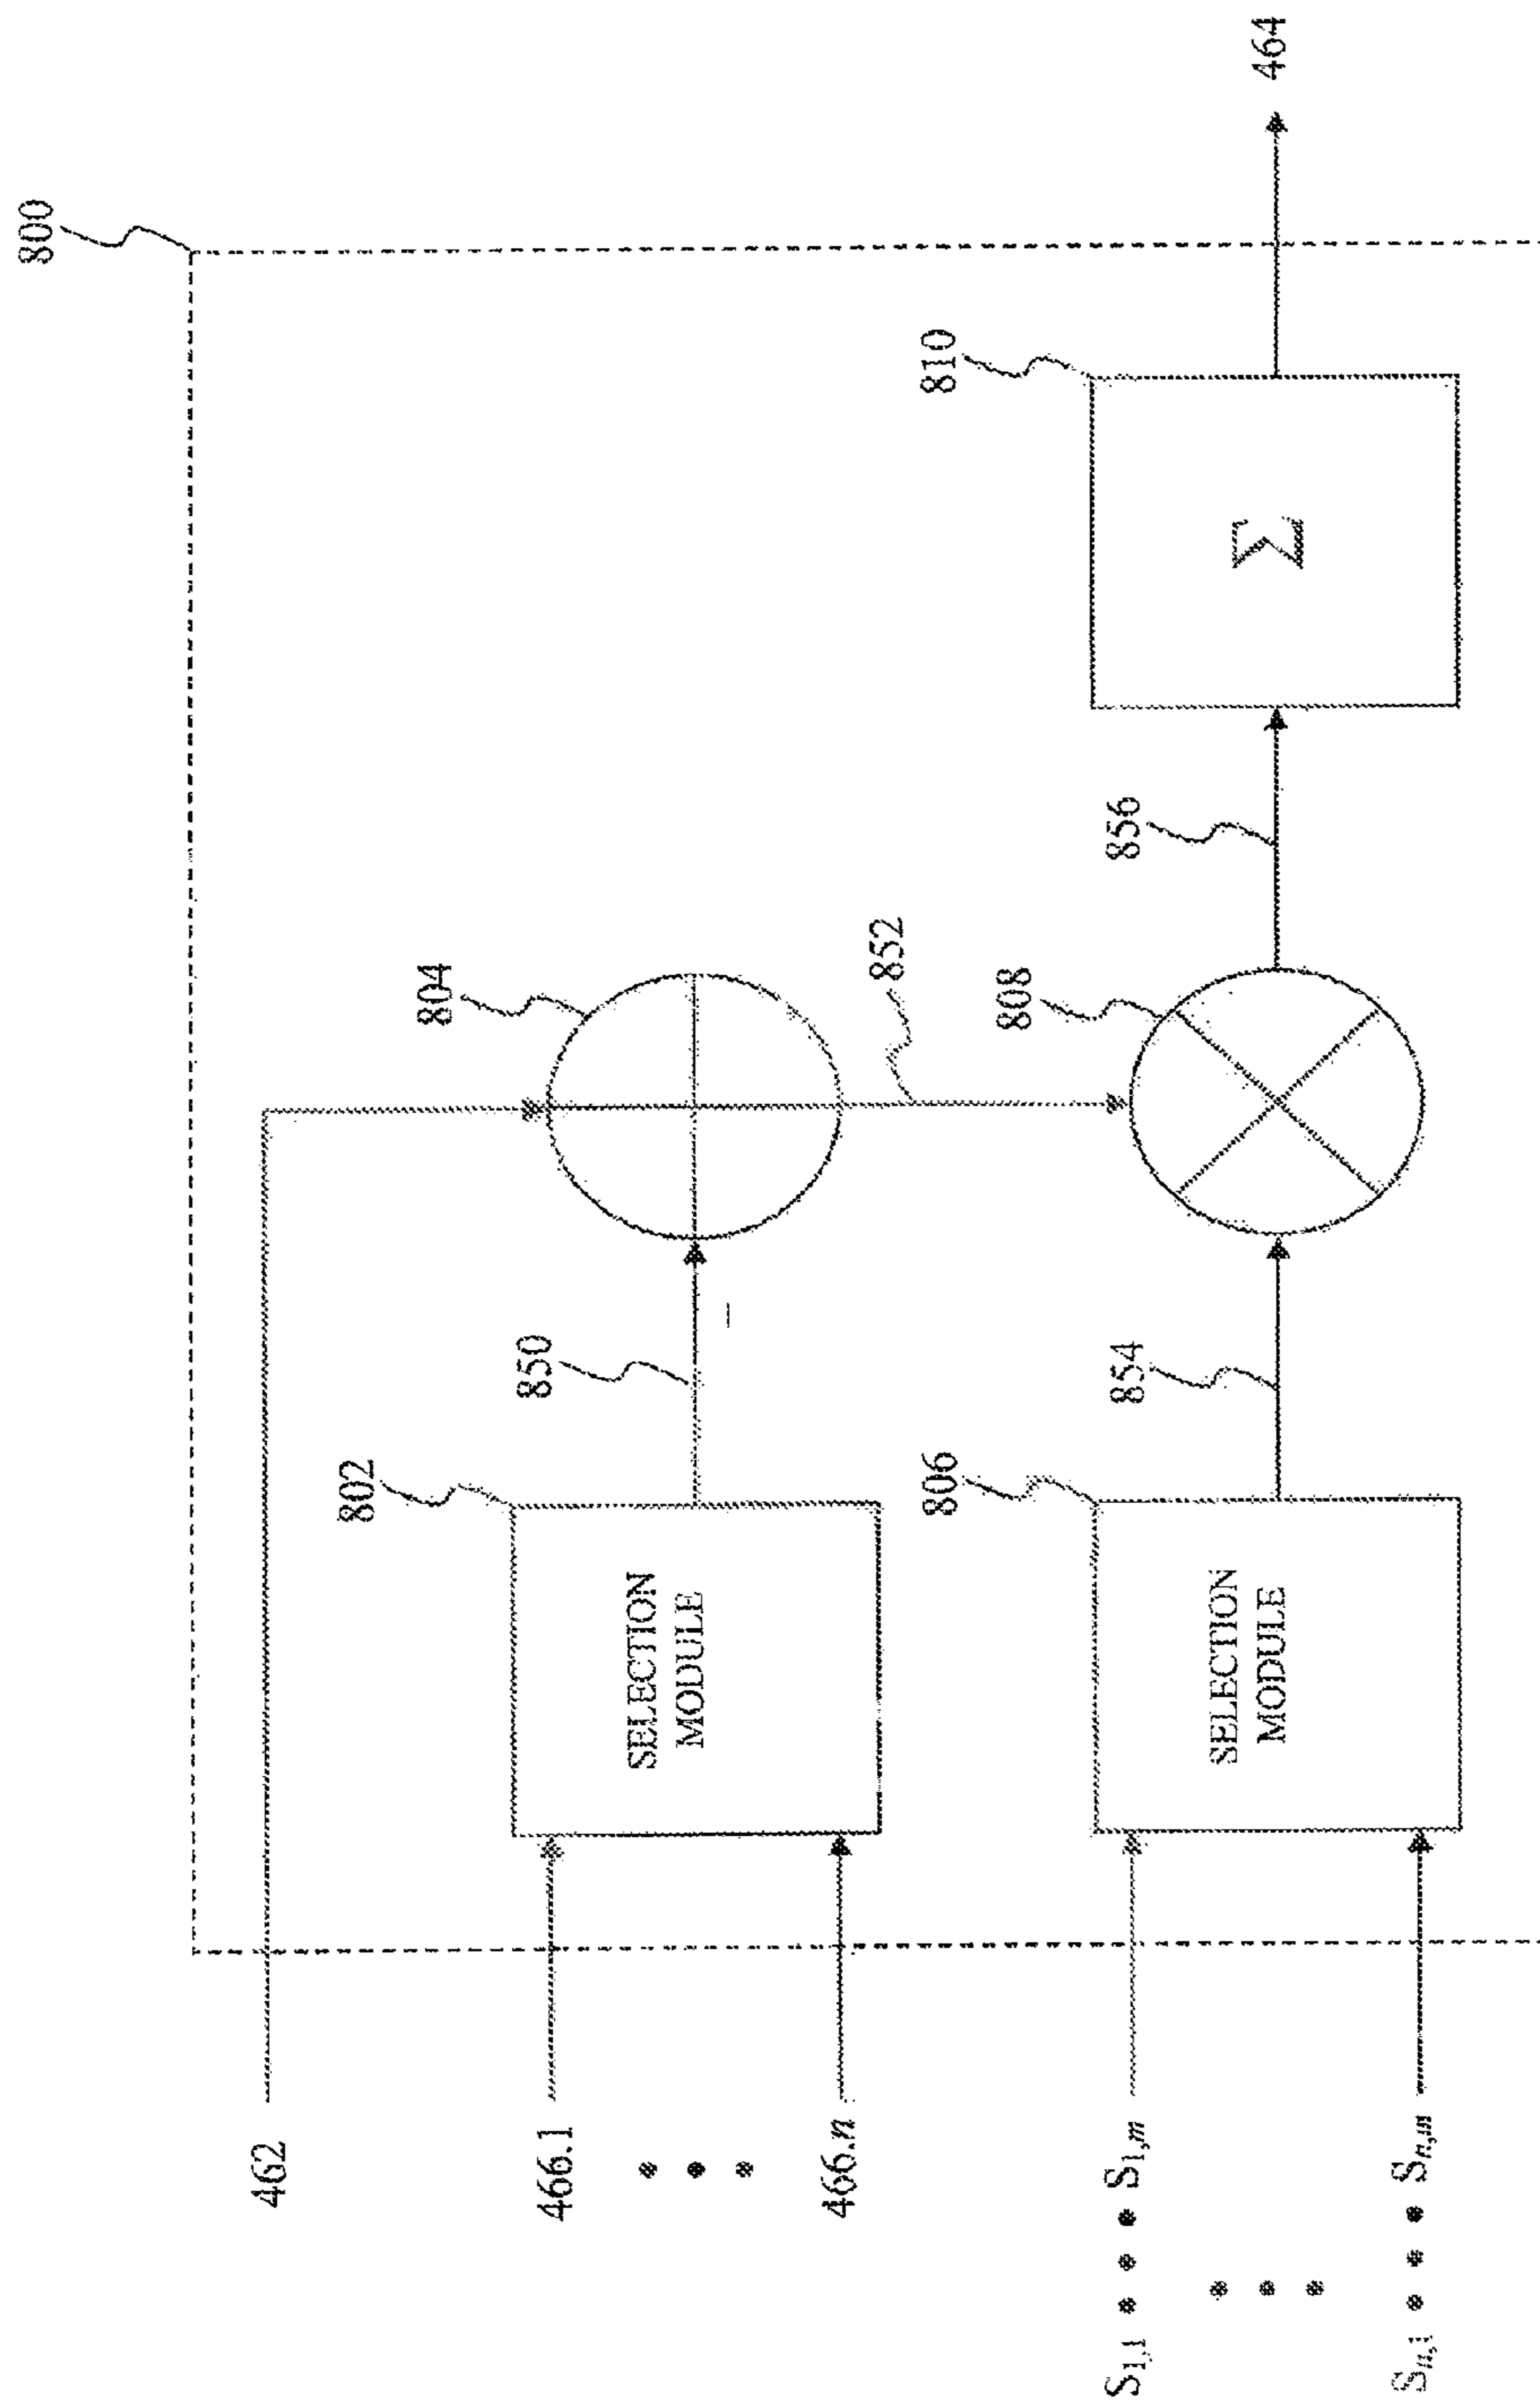 800
462
804
802
850
466.1
SELECTION
MODULE
466.n
852
810
464
808
806
854
856
Σ
S1,1 • • • S1,m
SELECTION
MODULE
Sn,1 • • • Sn,m